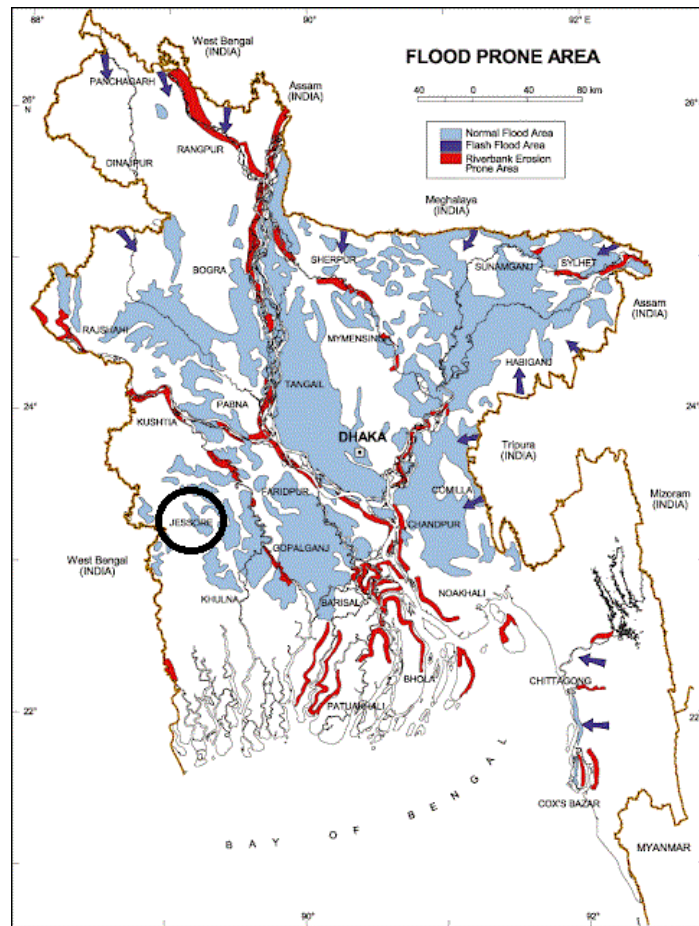 West Bengal
(INDIA)
FLOOD PRONE AREA
90
92 E
26
N
PANCHAGARH
Assam
(INDIA)
40 0 40 80 km
DINAJPUR
RANGPUR
Normal Flood Area
Flash Flood Area
Riverbank Erosion
Prone Area
Meghalaya
(INDIA)
BOGRA
SHERPUR
SUNAMGANJ
SYLHET
Assam
(INDIA)
RAJSHAHI
MYMENSING
HABIGANJ
TANGAIL
24
24
PABNA
KUSHTIA
DHAKA
Tripura
(INDIA)
Mizoram
(INDIA)
FARIDPUR
COMILLA
JESSORE
CHANDPUR
West Bengal
(INDIA)
GOPALGANJ
KHULNA
NOAKHALI
BARISAL
BHOLA
CHITTAGONG
PATUAKHALI
22
22
COX'S BAZAR
BAY OF BENGAL
MYANMAR
90
92